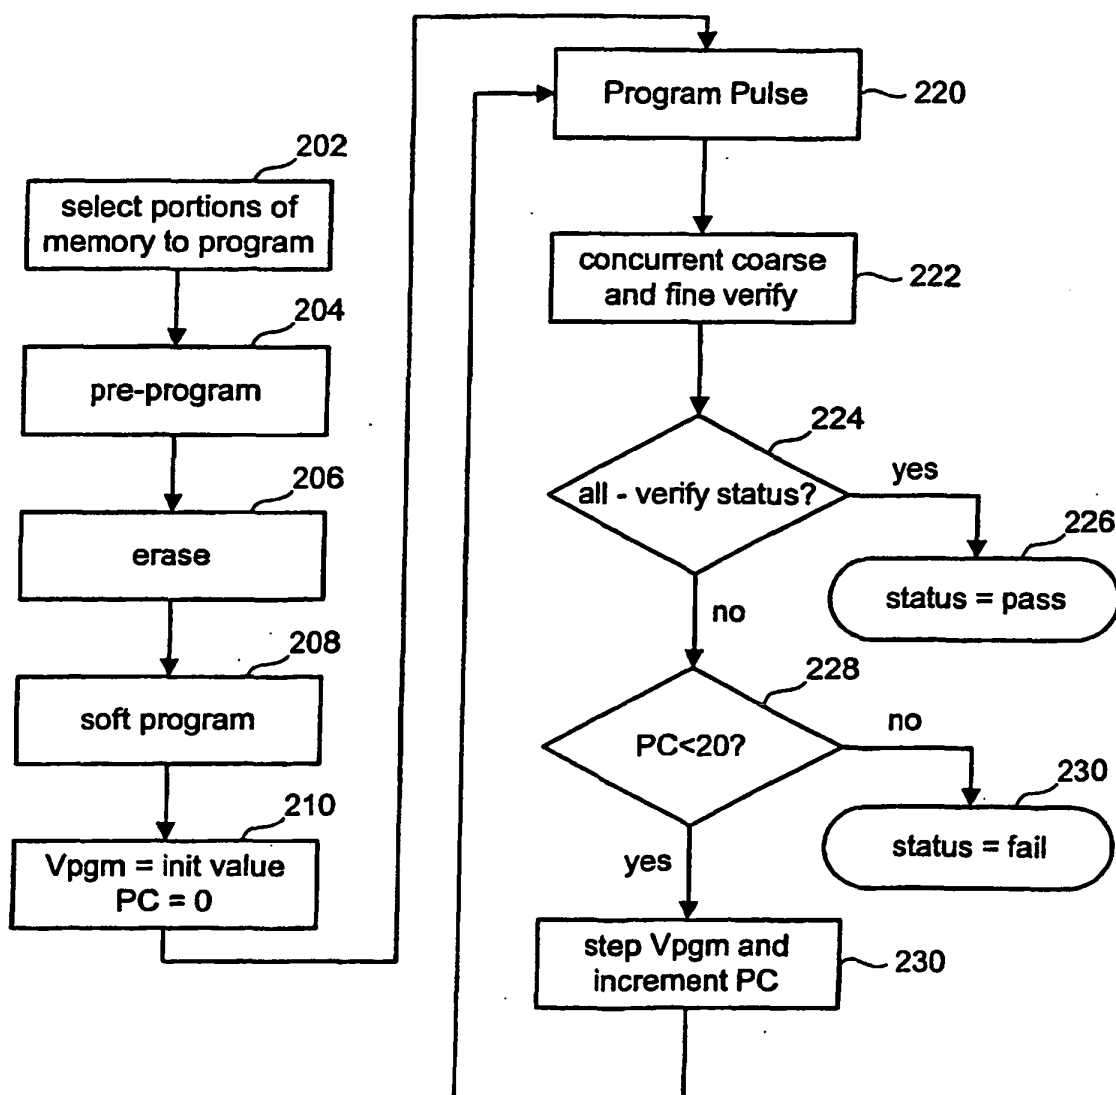 202
select portions of
memory to program
204
pre-program
206
erase
208
soft program
210
Vpgm = init value
PC = 0
Program Pulse
220
concurrent coarse
and fine verify
222
224
all - verify status?
yes
226
status = pass
no
228
PC<20?
no
230
status = fail
yes
step Vpgm and
increment PC
230